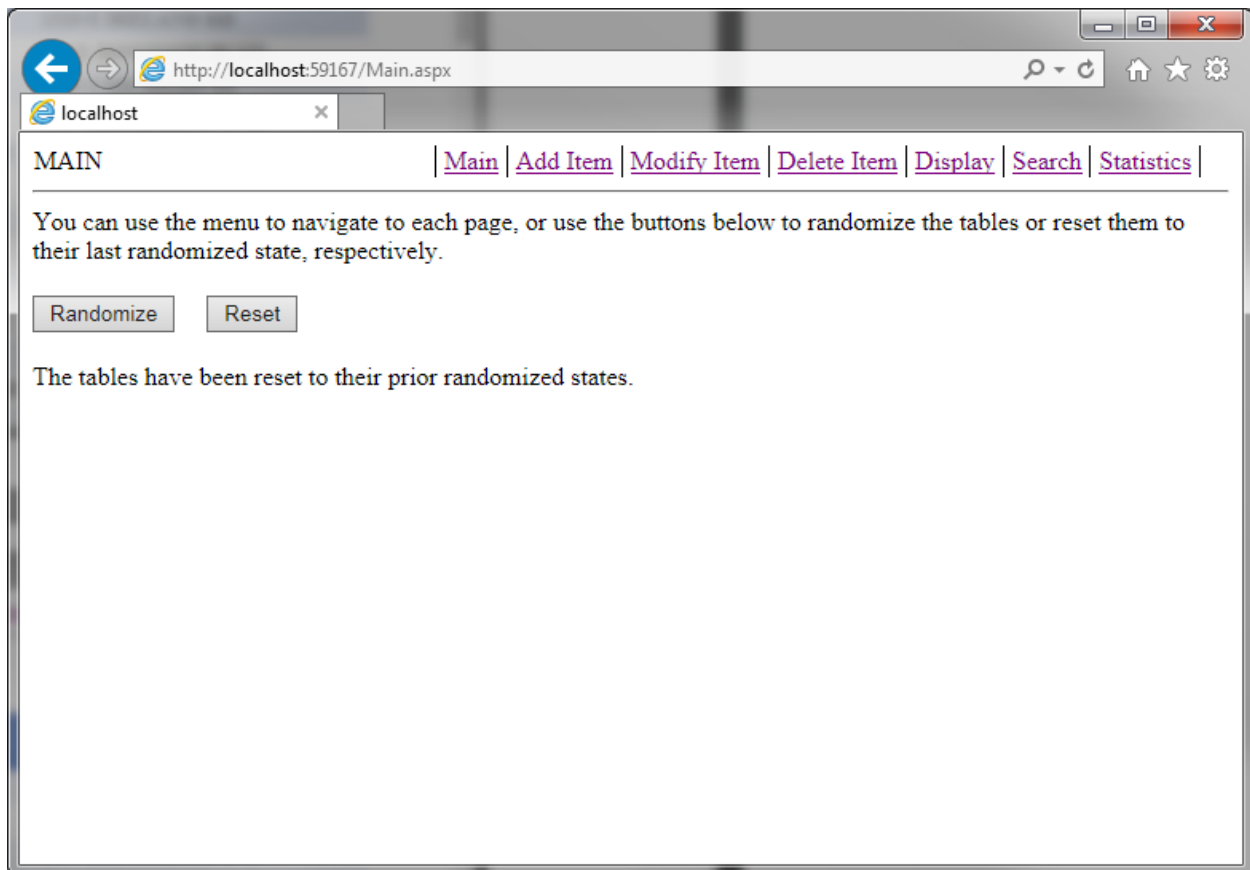 http://localhost:59167/Main.aspx
localhost
MAIN | Main | Add Item | Modify Item | Delete Item | Display | Search | Statistics |
You can use the menu to navigate to each page, or use the buttons below to randomize the tables or reset them to
their last randomized state, respectively.
Randomize Reset
The tables have been reset to their prior randomized states.